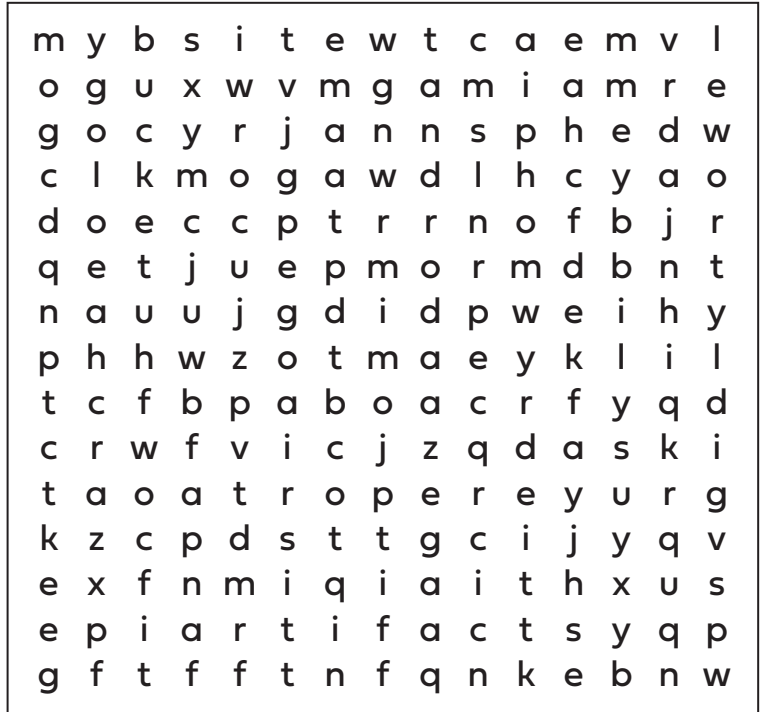 m y b s i t e w t c a e m v l
o g u x w v m g a m i a m r e
g o c y r j a n n s p h e d w
c l k m o g a w d l h c y a o
d o e c c p t r r n o f b j r
q e t j u e p m o r m d b n t
n a u u j g d i d p w e i h y
p h h w z o t m a e y k l i l
t c f b p a b o a c r f y q d
c r w f v i c j z q d a s k i
t a o a t r o p e r e y u r g
k z c p d s t t g c i j y q v
e x f n m i q i a i t h x u s
e p i a r t i f a c t s y q p
g f t f f t n f q n k e b n w